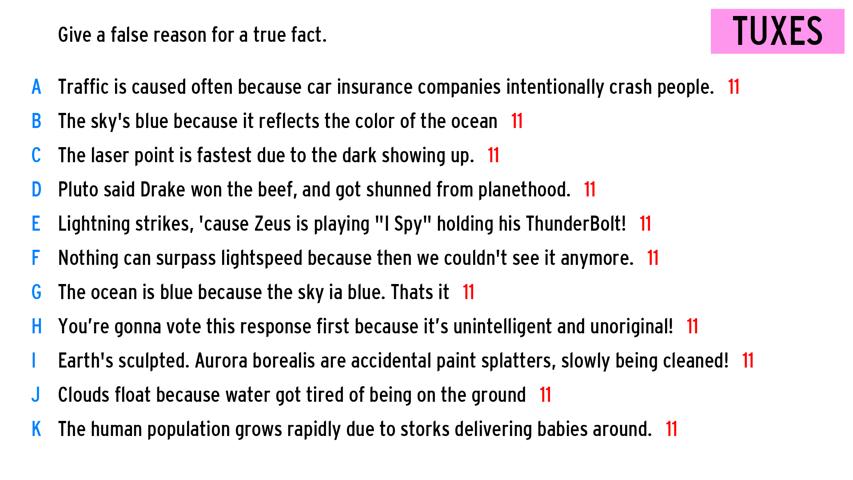 Give a false reason for a true fact.
TUXES
A Traffic is caused often because car insurance companies intentionally crash people. 11
B The sky's blue because it reflects the color of the ocean 11
C The laser point is fastest due to the dark showing up. 11
D Pluto said Drake won the beef, and got shunned from planethood. 11
E Lightning strikes, 'cause Zeus is playing "I Spy" holding his ThunderBolt! 11
F Nothing can surpass lightspeed because then we couldn't see it anymore. 11
G The ocean is blue because the sky ia blue. Thats it 11
H You’re gonna vote this response first because it’s unintelligent and unoriginal! 11
I Earth's sculpted. Aurora borealis are accidental paint splatters, slowly being cleaned! 11
J Clouds float because water got tired of being on the ground 11
K The human population grows rapidly due to storks delivering babies around. 11